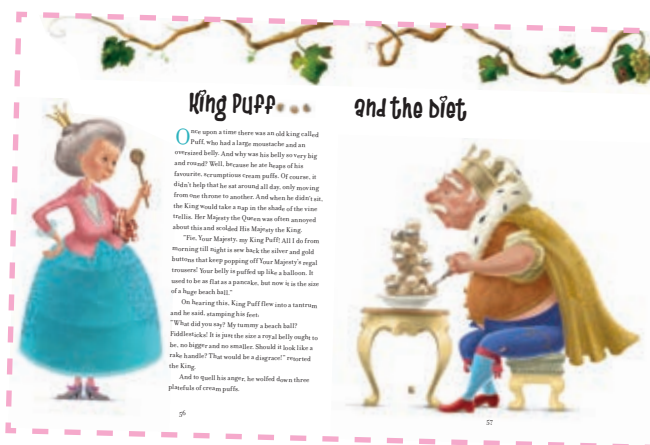 King Puff... and the Diet
Once upon a time there was an old king called
Puff, who had a large moustache and an
oversized belly. And why was his belly so very big
and round? Well, because he ate heaps of his
favourite, scrumptious cream puffs. Of course, it
didn't help that he sat around all day, only moving
from one throne to another. And when he didn't sit,
the King would take a nap in the shade of the vine
trellis. Her Majesty the Queen was often annoyed
about this and scolded His Majesty the King.
"Fie, Your Majesty, my King Puff! All I do from
morning till night is sew back the silver and gold
buttons that keep popping off Your Majesty's regal
trousers! Your belly is puffed up like a balloon. It
used to be as flat as a pancake, but now it is the size
of a huge beach ball."
On hearing this, King Puff flew into a tantrum
and he said, stamping his feet:
"What did you say? My tummy a beach ball?
Fiddlesticks! It is just the size a royal belly ought to
be, no bigger and no smaller. Should it look like a
rake handle? That would be a disgrace!" retorted
the King.
And to quell his anger, he wolfed down three
platefuls of cream puffs.
56
57